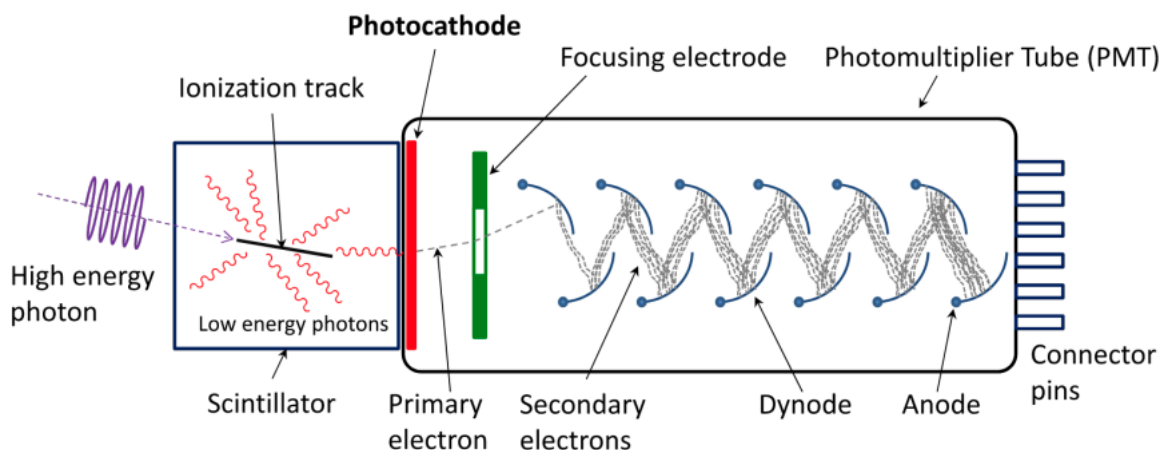 Photocathode
Focusing electrode
Photomultiplier Tube (PMT)
Ionization track
High energy
photon
Low energy photons
Scintillator
Primary
electron
Secondary
electrons
Dynode
Anode
Connector
pins